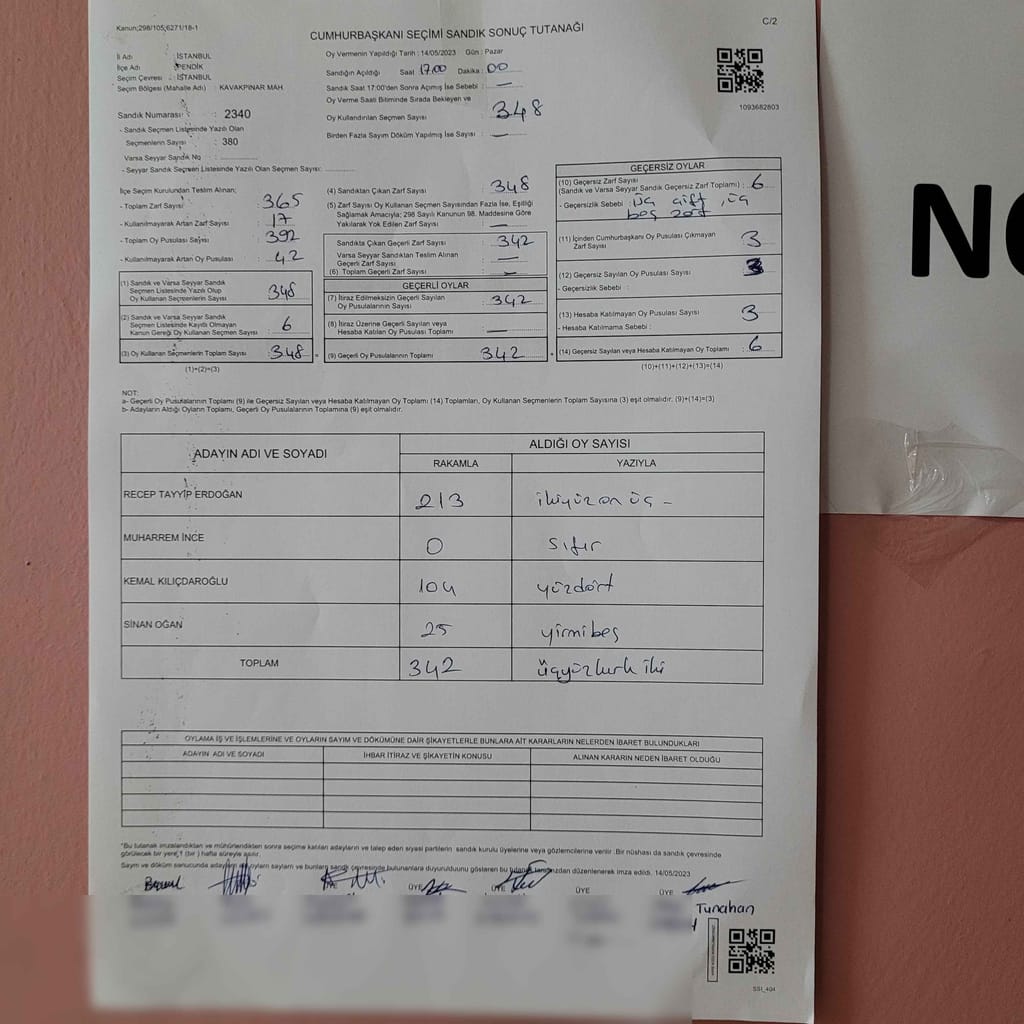 Kanun;298/105;6271/18-1
C/2
CUMHURBAŞKANI SEÇİMİ SANDIK SONUÇ TUTANAĞI
İl Adı : İSTANBUL
İlçe Adı : PENDİK
Seçim Çevresi : İSTANBUL
Seçim Bölgesi (Mahalle Adı) : KAVAKPINAR MAH
Sandık Numarası : 2340
- Sandık Seçmen Listesinde Yazılı Olan
Seçmenlerin Sayısı : 380
Varsa Seyyar Sandık No :
- Seyyar Sandık Seçmen Listesinde Yazılı Olan Seçmen Sayısı:
Oy Vermenin Yapıldığı Tarih : 14/05/2023 Gün : Pazar
Sandığın Açıldığı Saat 17.00 Dakika : 00
Sandık Saat 17:00'den Sonra Açımış İse Sebebi : —
Oy Verme Saati Bitiminde Sırada Bekleyen ve
Oy Kullandırılan Seçmen Sayısı : 348
Birden Fazla Sayım Döküm Yapılmış İse Sayısı : —
1093682803
İlçe Seçim Kurulundan Teslim Alınan;
- Toplam Zarf Sayısı : 365
- Kullanılmayarak Artan Zarf Sayısı : 17
- Toplam Oy Pusulası Sayısı : 392
- Kullanılmayarak Artan Oy Pusulası : 42
(1) Sandık ve Varsa Seyyar Sandık
Seçmen Listesinde Yazılı Olup
Oy Kullanan Seçmenlerin Sayısı : 348
(2) Sandık ve Varsa Seyyar Sandık
Seçmen Listesinde Kayıtlı Olmayan
Kanun Gereği Oy Kullanan Seçmen Sayısı : 6
(3) Oy Kullanan Seçmenlerin Toplam Sayısı : 348 =
(1)+(2)=(3)
(4) Sandıktan Çıkan Zarf Sayısı : 348
(5) Zarf Sayısı Oy Kullanan Seçmen Sayısından Fazla İse, Eşitliği
Sağlamak Amacıyla; 298 Sayılı Kanunun 98. Maddesine Göre
Yakılarak Yok Edilen Zarf Sayısı : —
Sandıkta Çıkan Geçerli Zarf Sayısı : 342
Varsa Seyyar Sandıktan Teslim Alınan
Geçerli Zarf Sayısı : —
(6) Toplam Geçerli Zarf Sayısı : —
GEÇERLİ OYLAR
(7) İtiraz Edilmeksizin Geçerli Sayılan
Oy Pusulalarının Sayısı : 342
(8) İtiraz Üzerine Geçerli Sayılan veya
Hesaba Katılan Oy Pusulası Toplamı : —
(9) Geçerli Oy Pusulalarının Toplamı : 342 +
GEÇERSİZ OYLAR
(10) Geçersiz Zarf Sayısı
(Sandık ve Varsa Seyyar Sandık Geçersiz Zarf Toplamı) : 6
- Geçersizlik Sebebi : üç çift, üç
boş zarf
(11) İçinden Cumhurbaşkanı Oy Pusulası Çıkmayan
Zarf Sayısı : 3
(12) Geçersiz Sayılan Oy Pusulası Sayısı : 3
- Geçersizlik Sebebi :
(13) Hesaba Katılmayan Oy Pusulası Sayısı : 3
- Hesaba Katılmama Sebebi :
(14) Geçersiz Sayılan veya Hesaba Katılmayan Oy Toplamı : 6
(10)+(11)+(12)+(13)=(14)
NOT:
a- Geçerli Oy Pusulalarının Toplamı (9) ile Geçersiz Sayılan veya Hesaba Katılmayan Oy Toplamı (14) Toplamları, Oy Kullanan Seçmenlerin Toplam Sayısına (3) eşit olmalıdır. (9)+(14)=(3)
b- Adayların Aldığı Oyların Toplamı, Geçerli Oy Pusulalarının Toplamına (9) eşit olmalıdır.
ADAYIN ADI VE SOYADI
ALDIĞI OY SAYISI
RAKAMLA YAZIYLA
RECEP TAYYİP ERDOĞAN 213 ikiyüz on üç -
MUHARREM İNCE 0 sıfır
KEMAL KILIÇDAROĞLU 104 yüzdört
SİNAN OĞAN 25 yirmibeş
TOPLAM 342 üçyüzkırk iki
OYLAMA İŞ VE İŞLEMLERİNE VE OYLARIN SAYIM VE DÖKÜMÜNE DAİR ŞİKAYETLERLE BUNLARA AİT KARARLARIN NELERDEN İBARET BULUNDUKLARI
ADAYIN ADI VE SOYADI İHBAR İTİRAZ VE ŞİKAYETİN KONUSU ALINAN KARARIN NEDEN İBARET OLDUĞU
"Bu tutanak imzalandıktan ve mühürlendikten sonra seçime katılan adayların ve talep eden siyasi partilerin sandık kurulu üyelerine veya gözlemcilerine verilir. Bir nüshası da sandık çevresinde
görülecek bir yere,1 (bir ) hafta süreyle asılır.
Sayım ve döküm sonucunda adayların oyların sayıları ve bunların sandık çevresinde bulunanlara duyurulduğunu gösteren bu tutanak tarafımızdan düzenlenerek imza edildi. 14/05/2023
ÜYE ÜYE ÜYE ÜYE
Tunahan
SSI_404